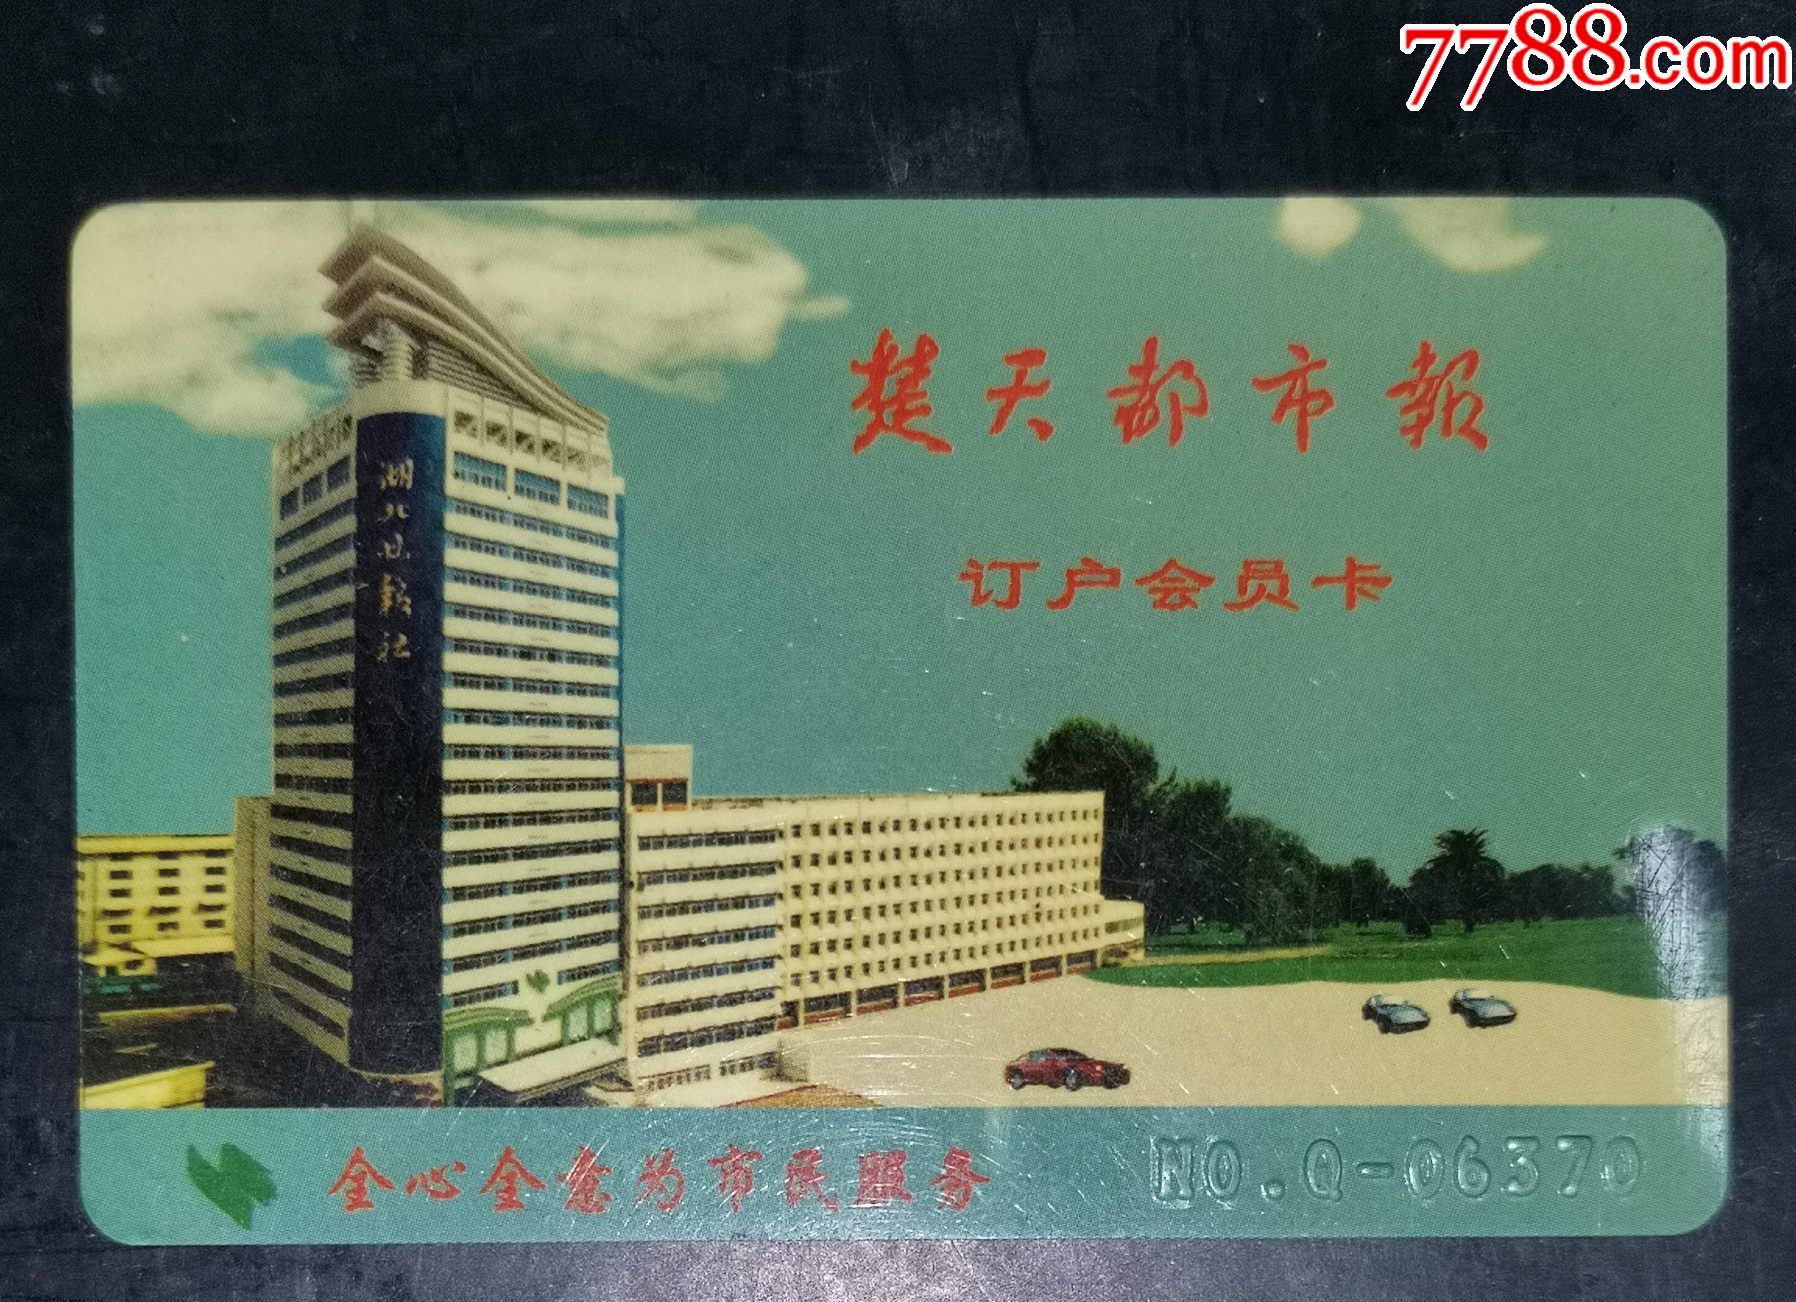 7788.com
楚天都市報
订户会员卡
湖北日報社
全心全意为市民服务
NO.Q-06370